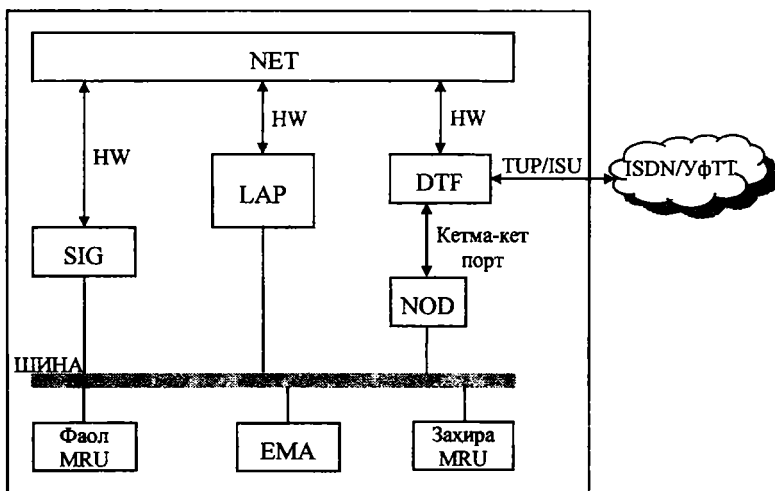 NET
HW
HW
HW
LAP
DTF
TUP/ISU
ISDN/УфТТ
SIG
Кетма-кет
порт
NOD
ШИНА
Фаол
MRU
EMA
Заҳира
MRU